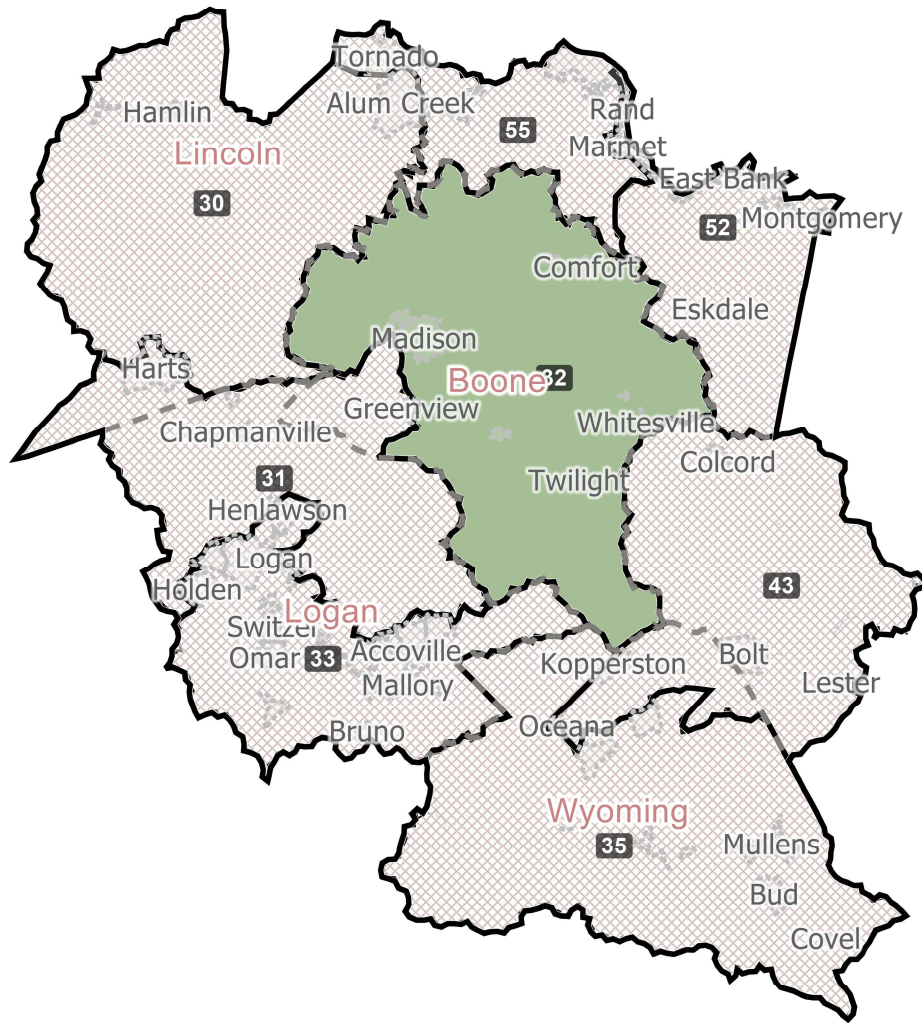 Tornado
Hamlin
Alum Creek
Rand
55
Marmet
Lincoln
East Bank
30
52
Montgomery
Comfort
Eskdale
Madison
Harts
Boone
Greenview
Whitesville
Chapmanville
Colcord
31
Twilight
Henlawson
Logan
Holden
43
Logan
Omar
33
Accoville
Kopperston
Bolt
Mallory
Lester
Oceana
Bruno
Wyoming
35
Mullens
Bud
Covel